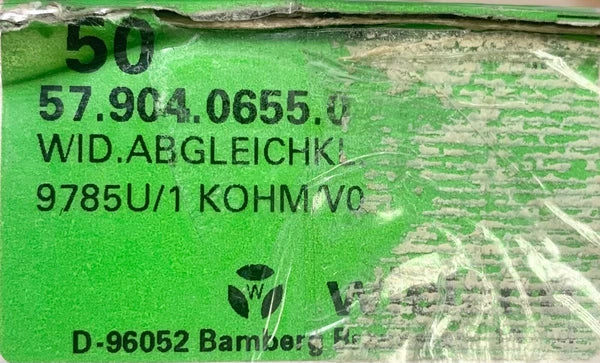 50
57.904.0655.0
WID.ABGLEICHKL
9785U/1 KOHM/V0
W
D-96052 Bamberg